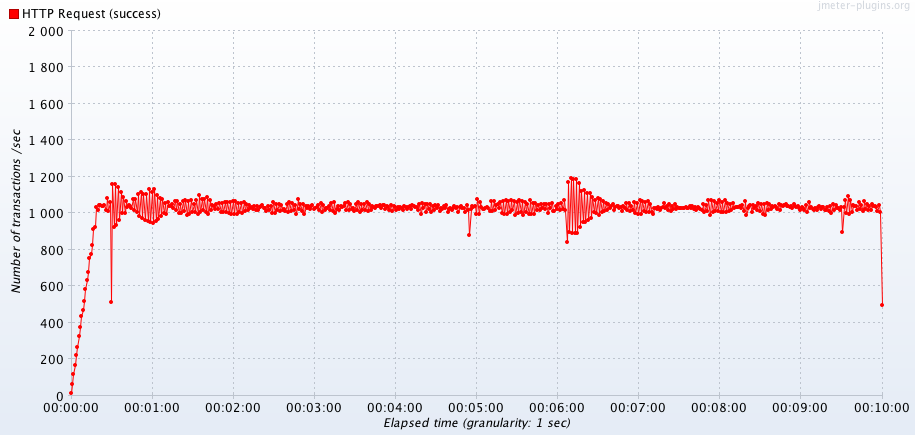 jmeter-plugins.org
HTTP Request (success)
2 000
1 800
1 600
1 400
1 200
1 000
800
600
400
200
0
Number of transactions /sec
00:00:00 00:01:00 00:02:00 00:03:00 00:04:00 00:05:00 00:06:00 00:07:00 00:08:00 00:09:00 00:10:00
Elapsed time (granularity: 1 sec)